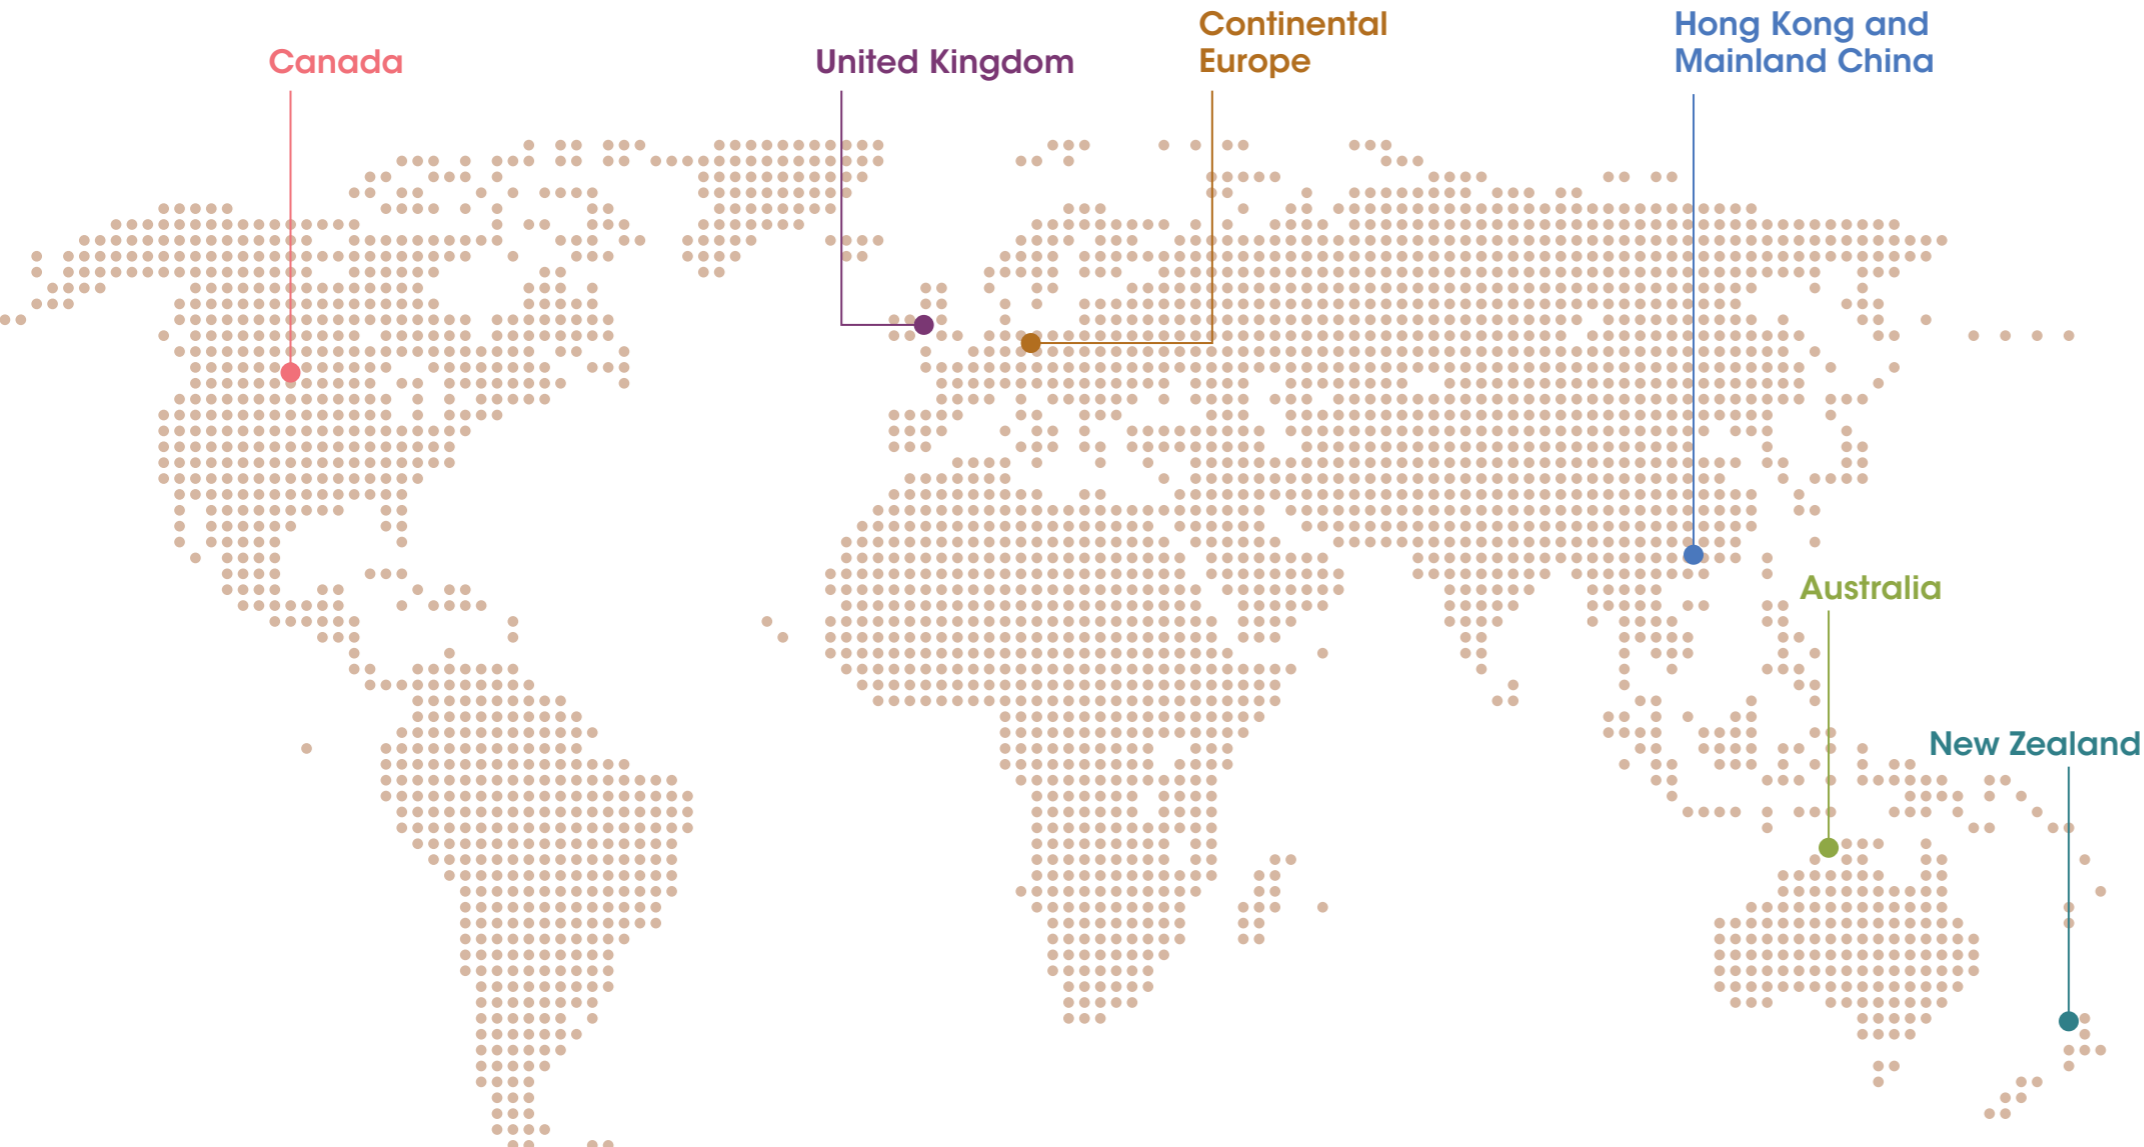 Canada
United Kingdom
Continental
Europe
Hong Kong and
Mainland China
Australia
New Zealand